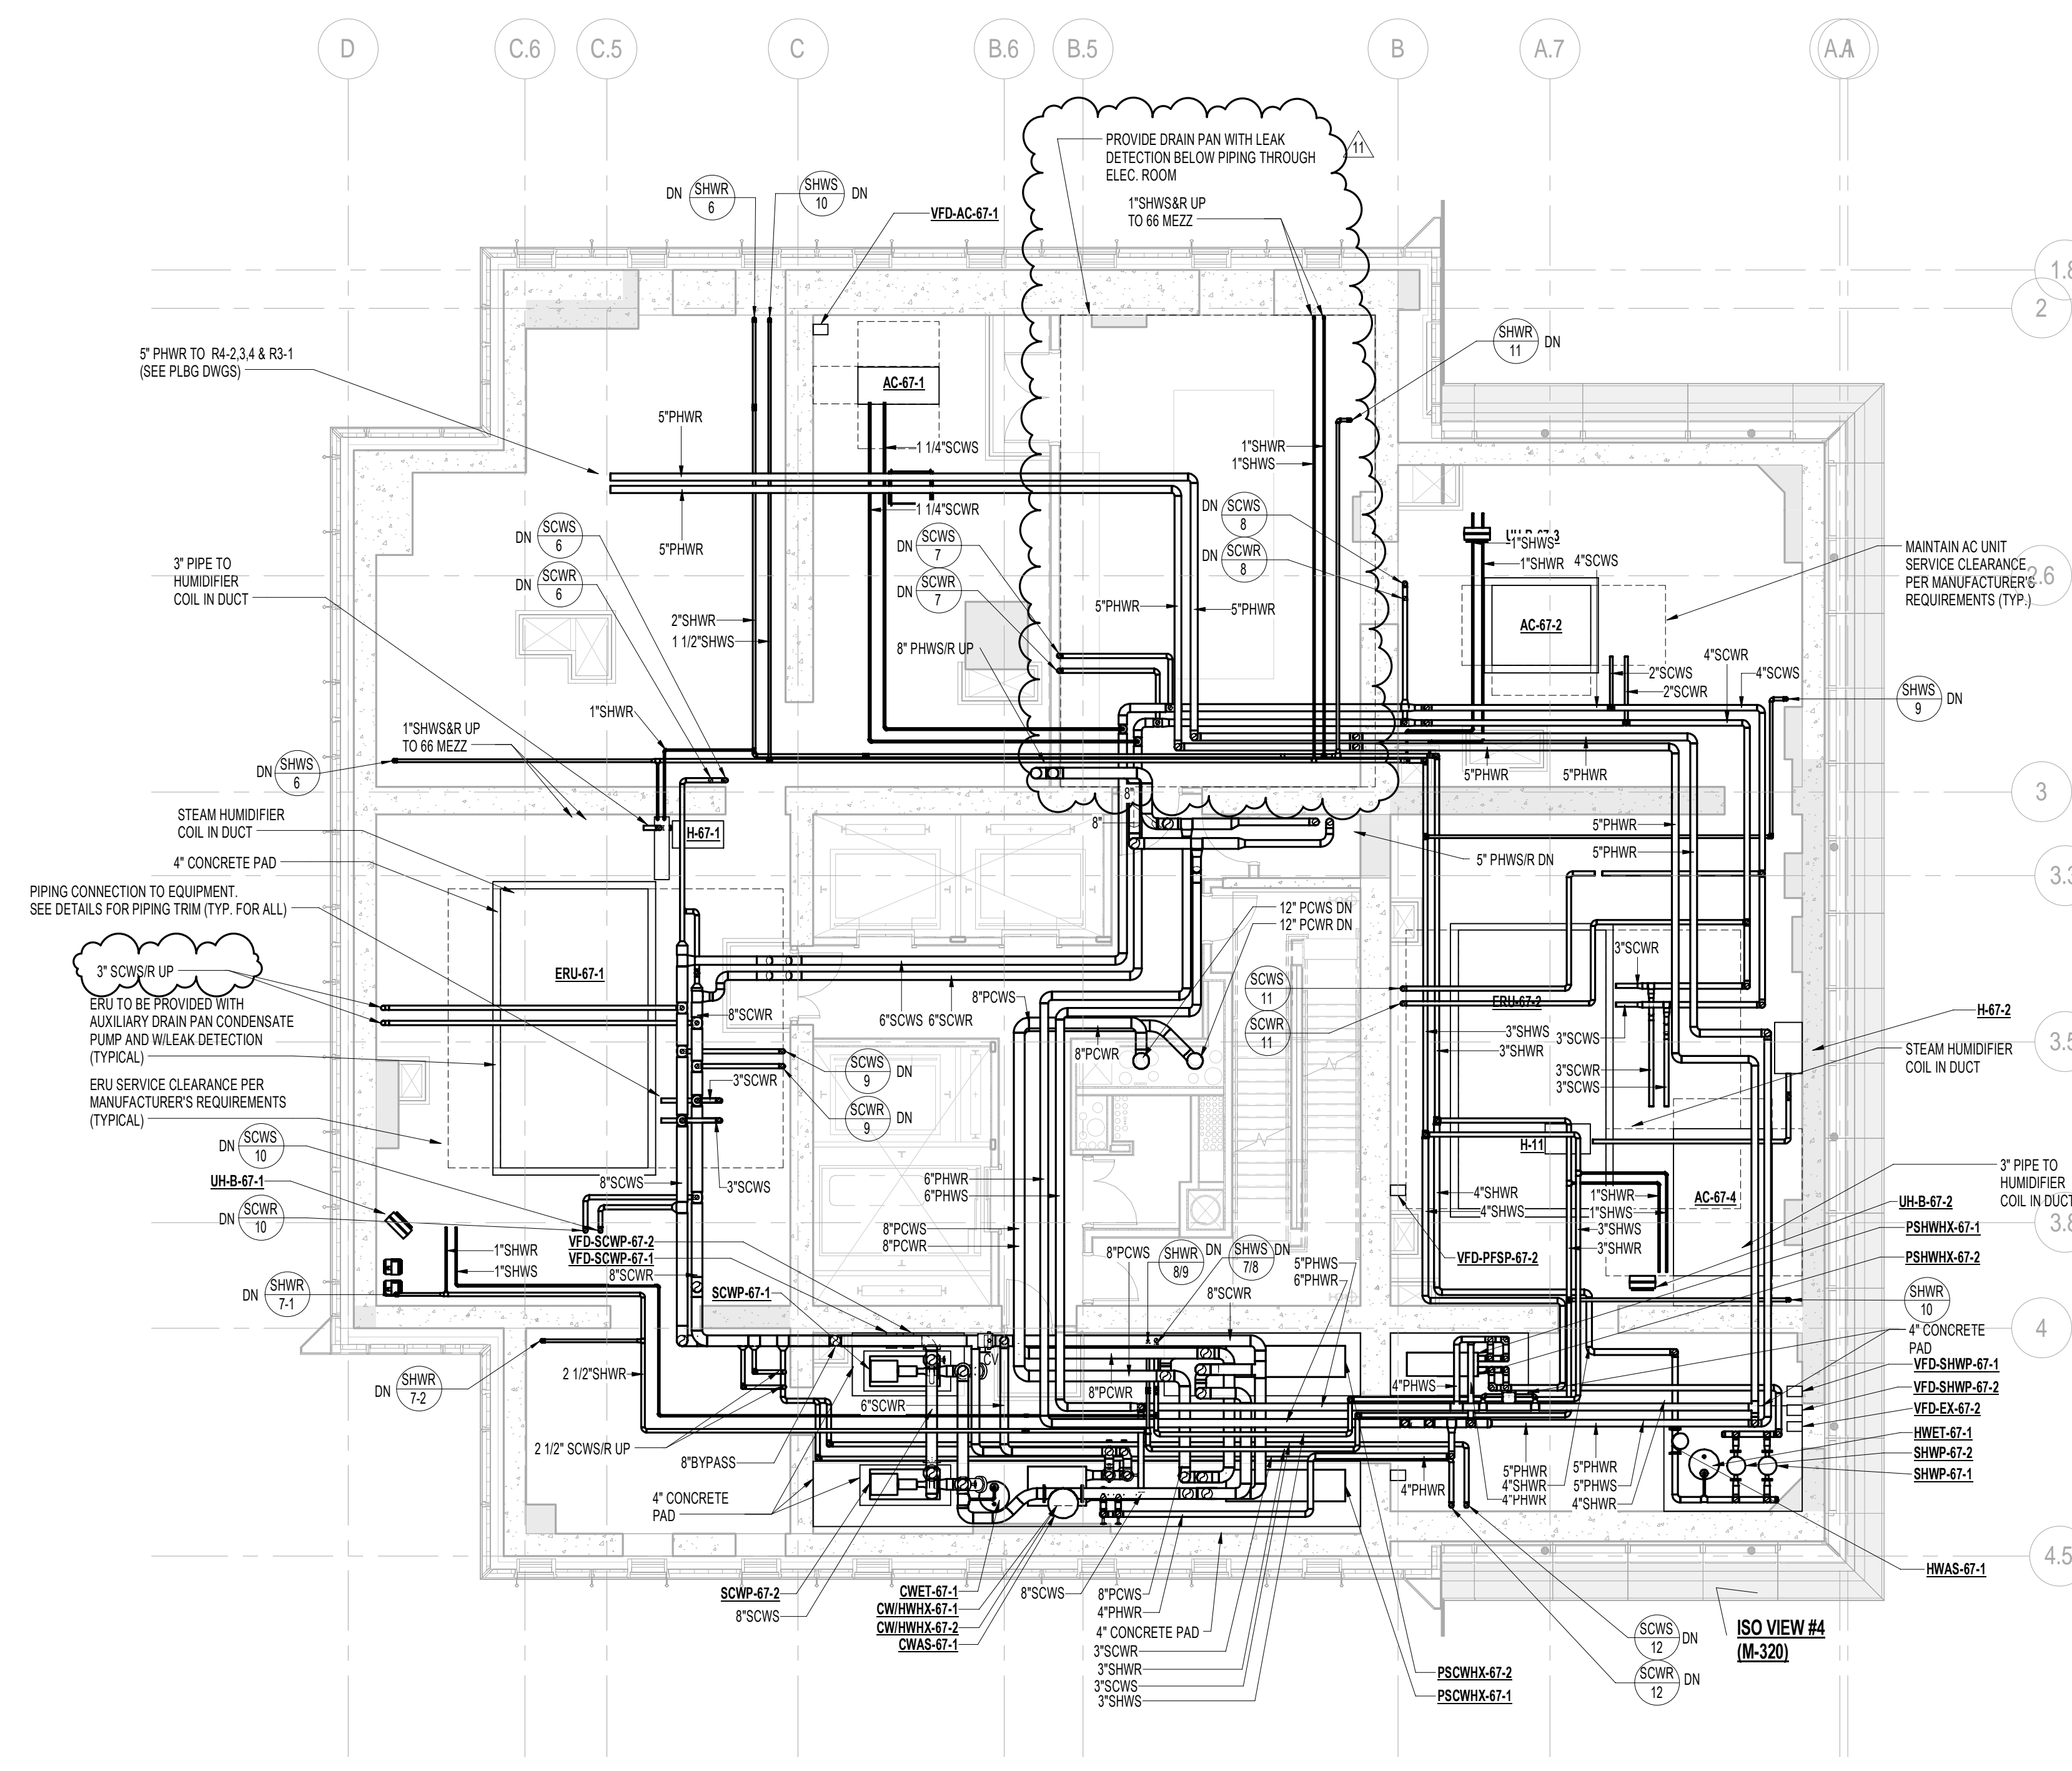 D
C.6
C.5
C
B.6
B.5
B
A.7
A.1
A
PROVIDE DRAIN PAN WITH LEAK
DETECTION BELOW PIPING THROUGH
ELEC. ROOM
11
1"SHWS&R UP
TO 66 MEZZ
DN SHWR 6
SHWS 10 DN
VFD-AC-67-1
2
SHWR 11 DN
5" PHWR TO R4-2,3,4 & R3-1
(SEE PLBG DWGS)
AC-67-1
5"PHWR
1 1/4"SCWS
1"SHWR
1"SHWS
1 1/4"SCWR
5"PHWR
DN SCWS 6
DN SCWR 6
DN SCWS 7
DN SCWR 7
DN SCWS 8
DN SCWR 8
1"SHWS
1"SHWR
4"SCWS
MAINTAIN AC UNIT
SERVICE CLEARANCE
PER MANUFACTURER'S
REQUIREMENTS (TYP.)
2.6
3" PIPE TO
HUMIDIFIER
COIL IN DUCT
5"PHWR
5"PHWR
AC-67-2
2"SHWR
1 1/2"SHWS
8" PHWS/R UP
4"SCWR
4"SCWS
2"SCWS
2"SCWR
SHWS 9 DN
1"SHWR
1"SHWS&R UP
TO 66 MEZZ
DN SHWS 6
5"PHWR
5"PHWR
8"
8"
3
STEAM HUMIDIFIER
COIL IN DUCT
H-67-1
5"PHWR
5"PHWR
5" PHWS/R DN
4" CONCRETE PAD
PIPING CONNECTION TO EQUIPMENT.
SEE DETAILS FOR PIPING TRIM (TYP. FOR ALL)
12" PCWS DN
12" PCWR DN
3" SCWS/R UP
ERU-67-1
3"SCWR
SCWS 11
SCWR 11
ERU-67-2
ERU TO BE PROVIDED WITH
AUXILIARY DRAIN PAN CONDENSATE
PUMP AND W/LEAK DETECTION
(TYPICAL)
8"SCWR
6"SCWS
6"SCWR
8"PCWS
8"PCWR
H-67-2
3"SHWS
3"SHWR
3"SCWS
3"SCWR
3"SCWS
STEAM HUMIDIFIER
COIL IN DUCT
ERU SERVICE CLEARANCE PER
MANUFACTURER'S REQUIREMENTS
(TYPICAL)
SCWS 9 DN
SCWR 9 DN
3"SCWR
H-11
DN SCWS 10
UH-B-67-1
DN SCWR 10
8"SCWS
3"SCWS
6"PHWR
6"PHWS
4"SHWR
4"SHWS
1"SHWR
1"SHWS
3"SHWS
3"SHWR
AC-67-4
3" PIPE TO
HUMIDIFIER
COIL IN DUCT
UH-B-67-2
PSHWHX-67-1
PSHWHX-67-2
VFD-SCWP-67-2
VFD-SCWP-67-1
8"SCWR
SCWP-67-1
1"SHWR
1"SHWS
8"PCWS
8"PCWR
8"PCWS
SHWR 8/9 DN
SHWS 7/8 DN
5"PHWS
6"PHWR
8"SCWR
VFD-PFSP-67-2
DN SHWR 7-1
SHWR 10
4
4" CONCRETE
PAD
VFD-SHWP-67-1
VFD-SHWP-67-2
VFD-EX-67-2
HWET-67-1
SHWP-67-2
SHWP-67-1
DN SHWR 7-2
2 1/2"SHWR
CV
8"PCWR
6"SCWR
4"PHWS
2 1/2" SCWS/R UP
8"BYPASS
4" CONCRETE
PAD
4"PHWR
5"PHWR
4"SHWR
4"PHWR
5"PHWR
5"PHWS
4"SHWR
4.5
HWAS-67-1
SCWP-67-2
8"SCWS
CWET-67-1
CW/HWHX-67-1
CW/HWHX-67-2
CWAS-67-1
8"SCWS
8"PCWS
4"PHWR
4" CONCRETE PAD
3"SCWR
3"SHWR
3"SCWS
3"SHWS
PSCWHX-67-2
PSCWHX-67-1
SCWS 12 DN
SCWR 12 DN
ISO VIEW #4
(M-320)